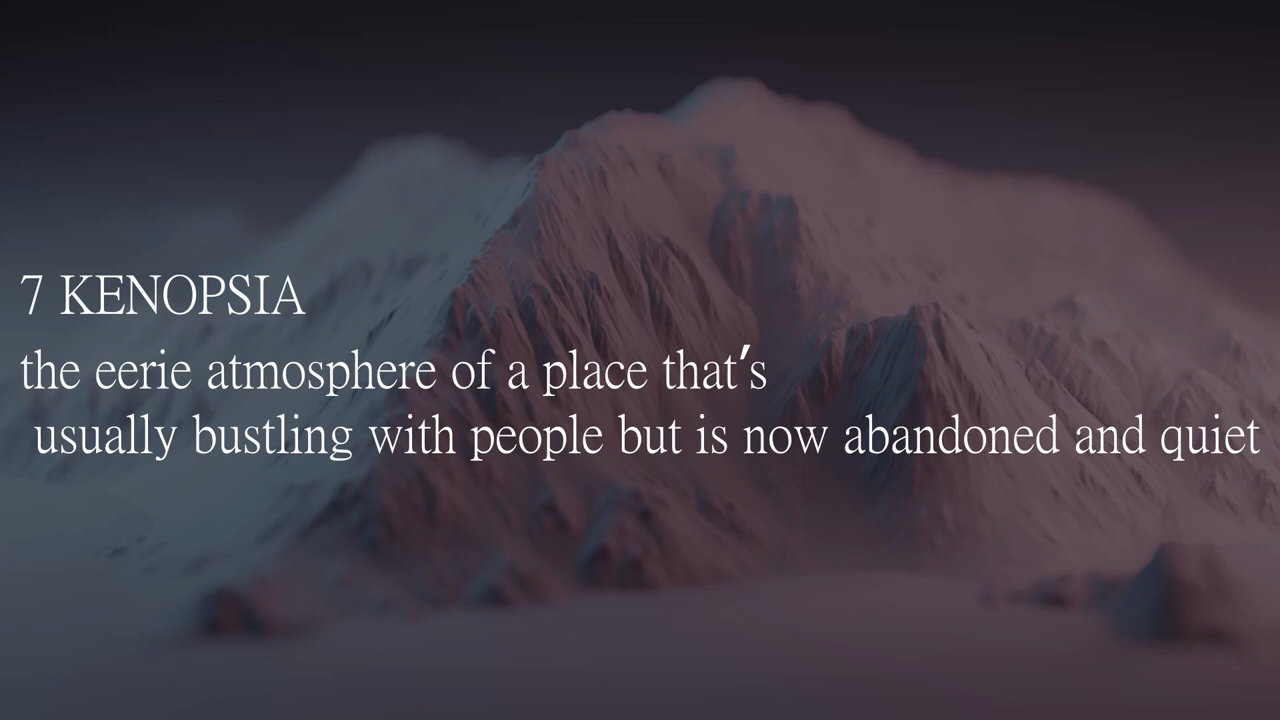 7 KENOPSIA
the eerie atmosphere of a place that's
usually bustling with people but is now abandoned and quiet